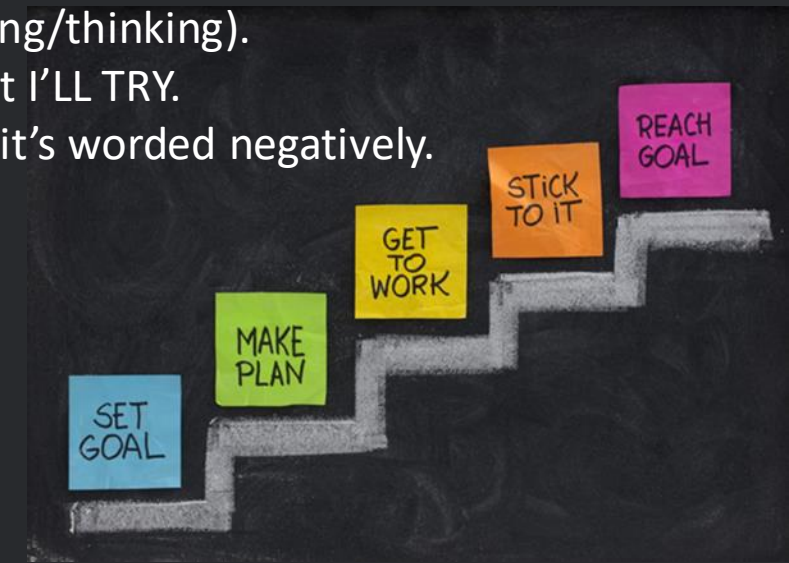 ng/thinking).
t I’LL TRY.
it’s worded negatively.
REACH
GOAL
STiCK
TO iT
GET
TO
WORK
MAKE
PLAN
SET
GOAL